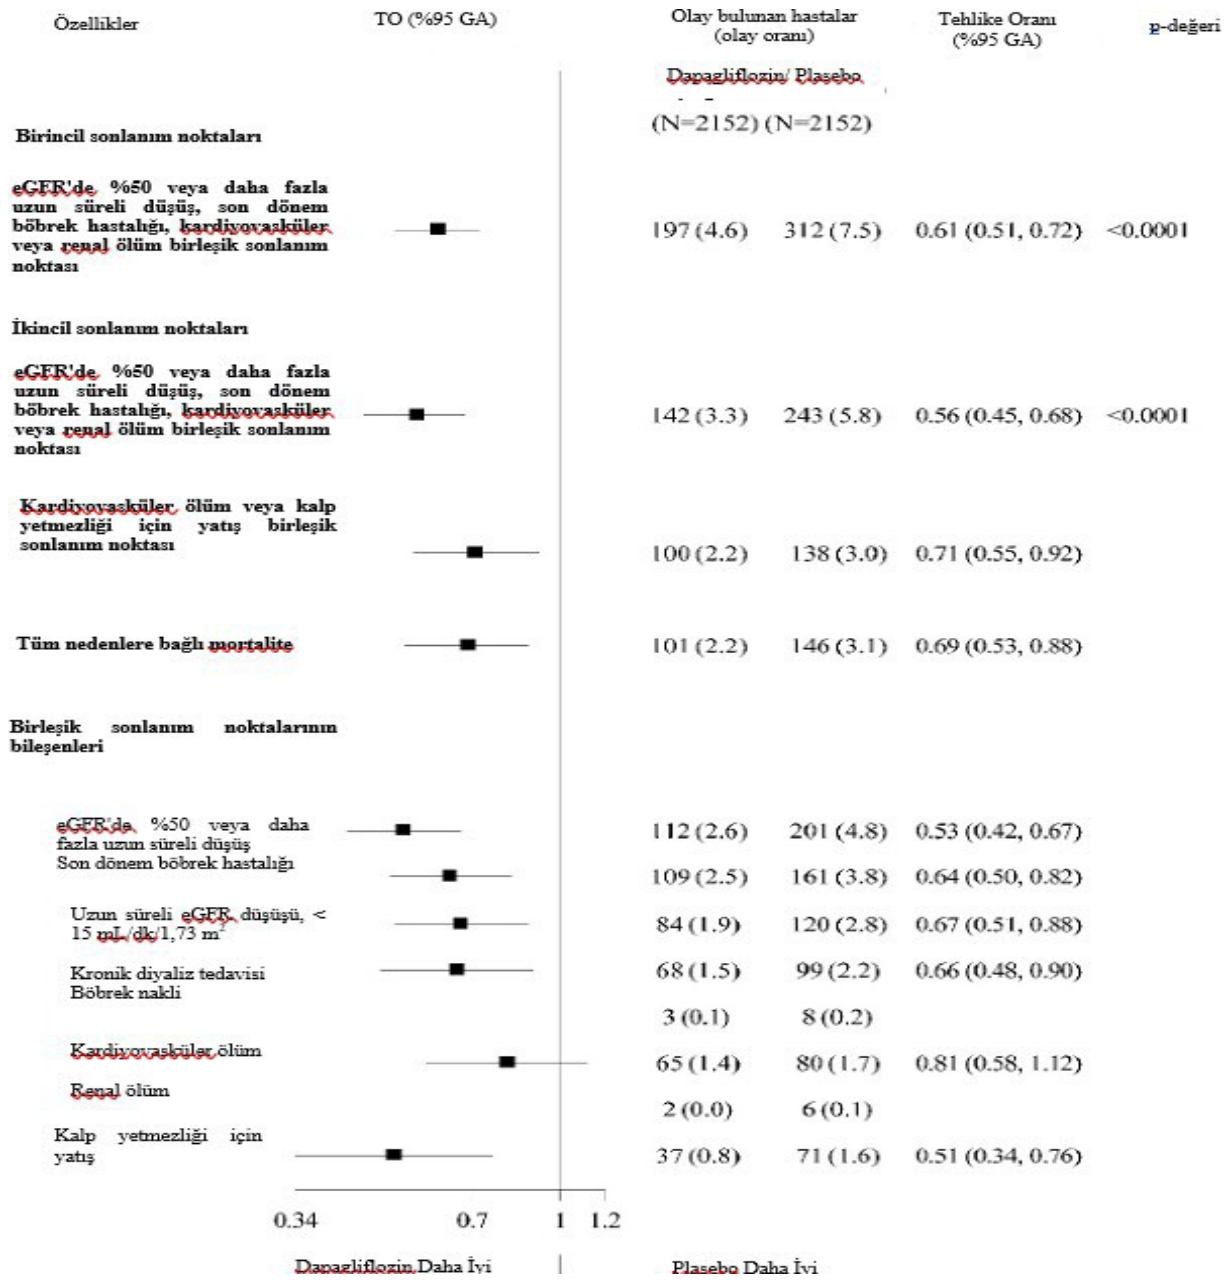 Özellikler
TO (%95 GA)
Olay bulunan hastalar
(olay oranı)
Tehlike Oranı
(%95 GA)
p-değeri
Dapagliflozin/ Plasebo
(N=2152) (N=2152)
Birincil sonlanım noktaları
eGFR'de %50 veya daha fazla
uzun süreli düşüş, son dönem
böbrek hastalığı, kardiyovasküler
veya renal ölüm birleşik sonlanım
noktası
197 (4.6) 312 (7.5) 0.61 (0.51, 0.72) <0.0001
İkincil sonlanım noktaları
eGFR'de %50 veya daha fazla
uzun süreli düşüş, son dönem
böbrek hastalığı, kardiyovasküler
veya renal ölüm birleşik sonlanım
noktası
142 (3.3) 243 (5.8) 0.56 (0.45, 0.68) <0.0001
Kardiyovasküler ölüm veya kalp
yetmezliği için yatış birleşik
sonlanım noktası
100 (2.2) 138 (3.0) 0.71 (0.55, 0.92)
Tüm nedenlere bağlı mortalite
101 (2.2) 146 (3.1) 0.69 (0.53, 0.88)
Birleşik sonlanım noktalarının
bileşenleri
eGFR'de %50 veya daha
fazla uzun süreli düşüş
112 (2.6) 201 (4.8) 0.53 (0.42, 0.67)
Son dönem böbrek hastalığı
109 (2.5) 161 (3.8) 0.64 (0.50, 0.82)
Uzun süreli eGFR düşüşü, <
15 mL/dk/1,73 m²
84 (1.9) 120 (2.8) 0.67 (0.51, 0.88)
Kronik diyaliz tedavisi
68 (1.5) 99 (2.2) 0.66 (0.48, 0.90)
Böbrek nakli
3 (0.1) 8 (0.2)
Kardiyovasküler ölüm
65 (1.4) 80 (1.7) 0.81 (0.58, 1.12)
Renal ölüm
2 (0.0) 6 (0.1)
Kalp yetmezliği için
yatış
37 (0.8) 71 (1.6) 0.51 (0.34, 0.76)
0.34 0.7 1 1.2
Dapagliflozin Daha İyi
Plasebo Daha İyi